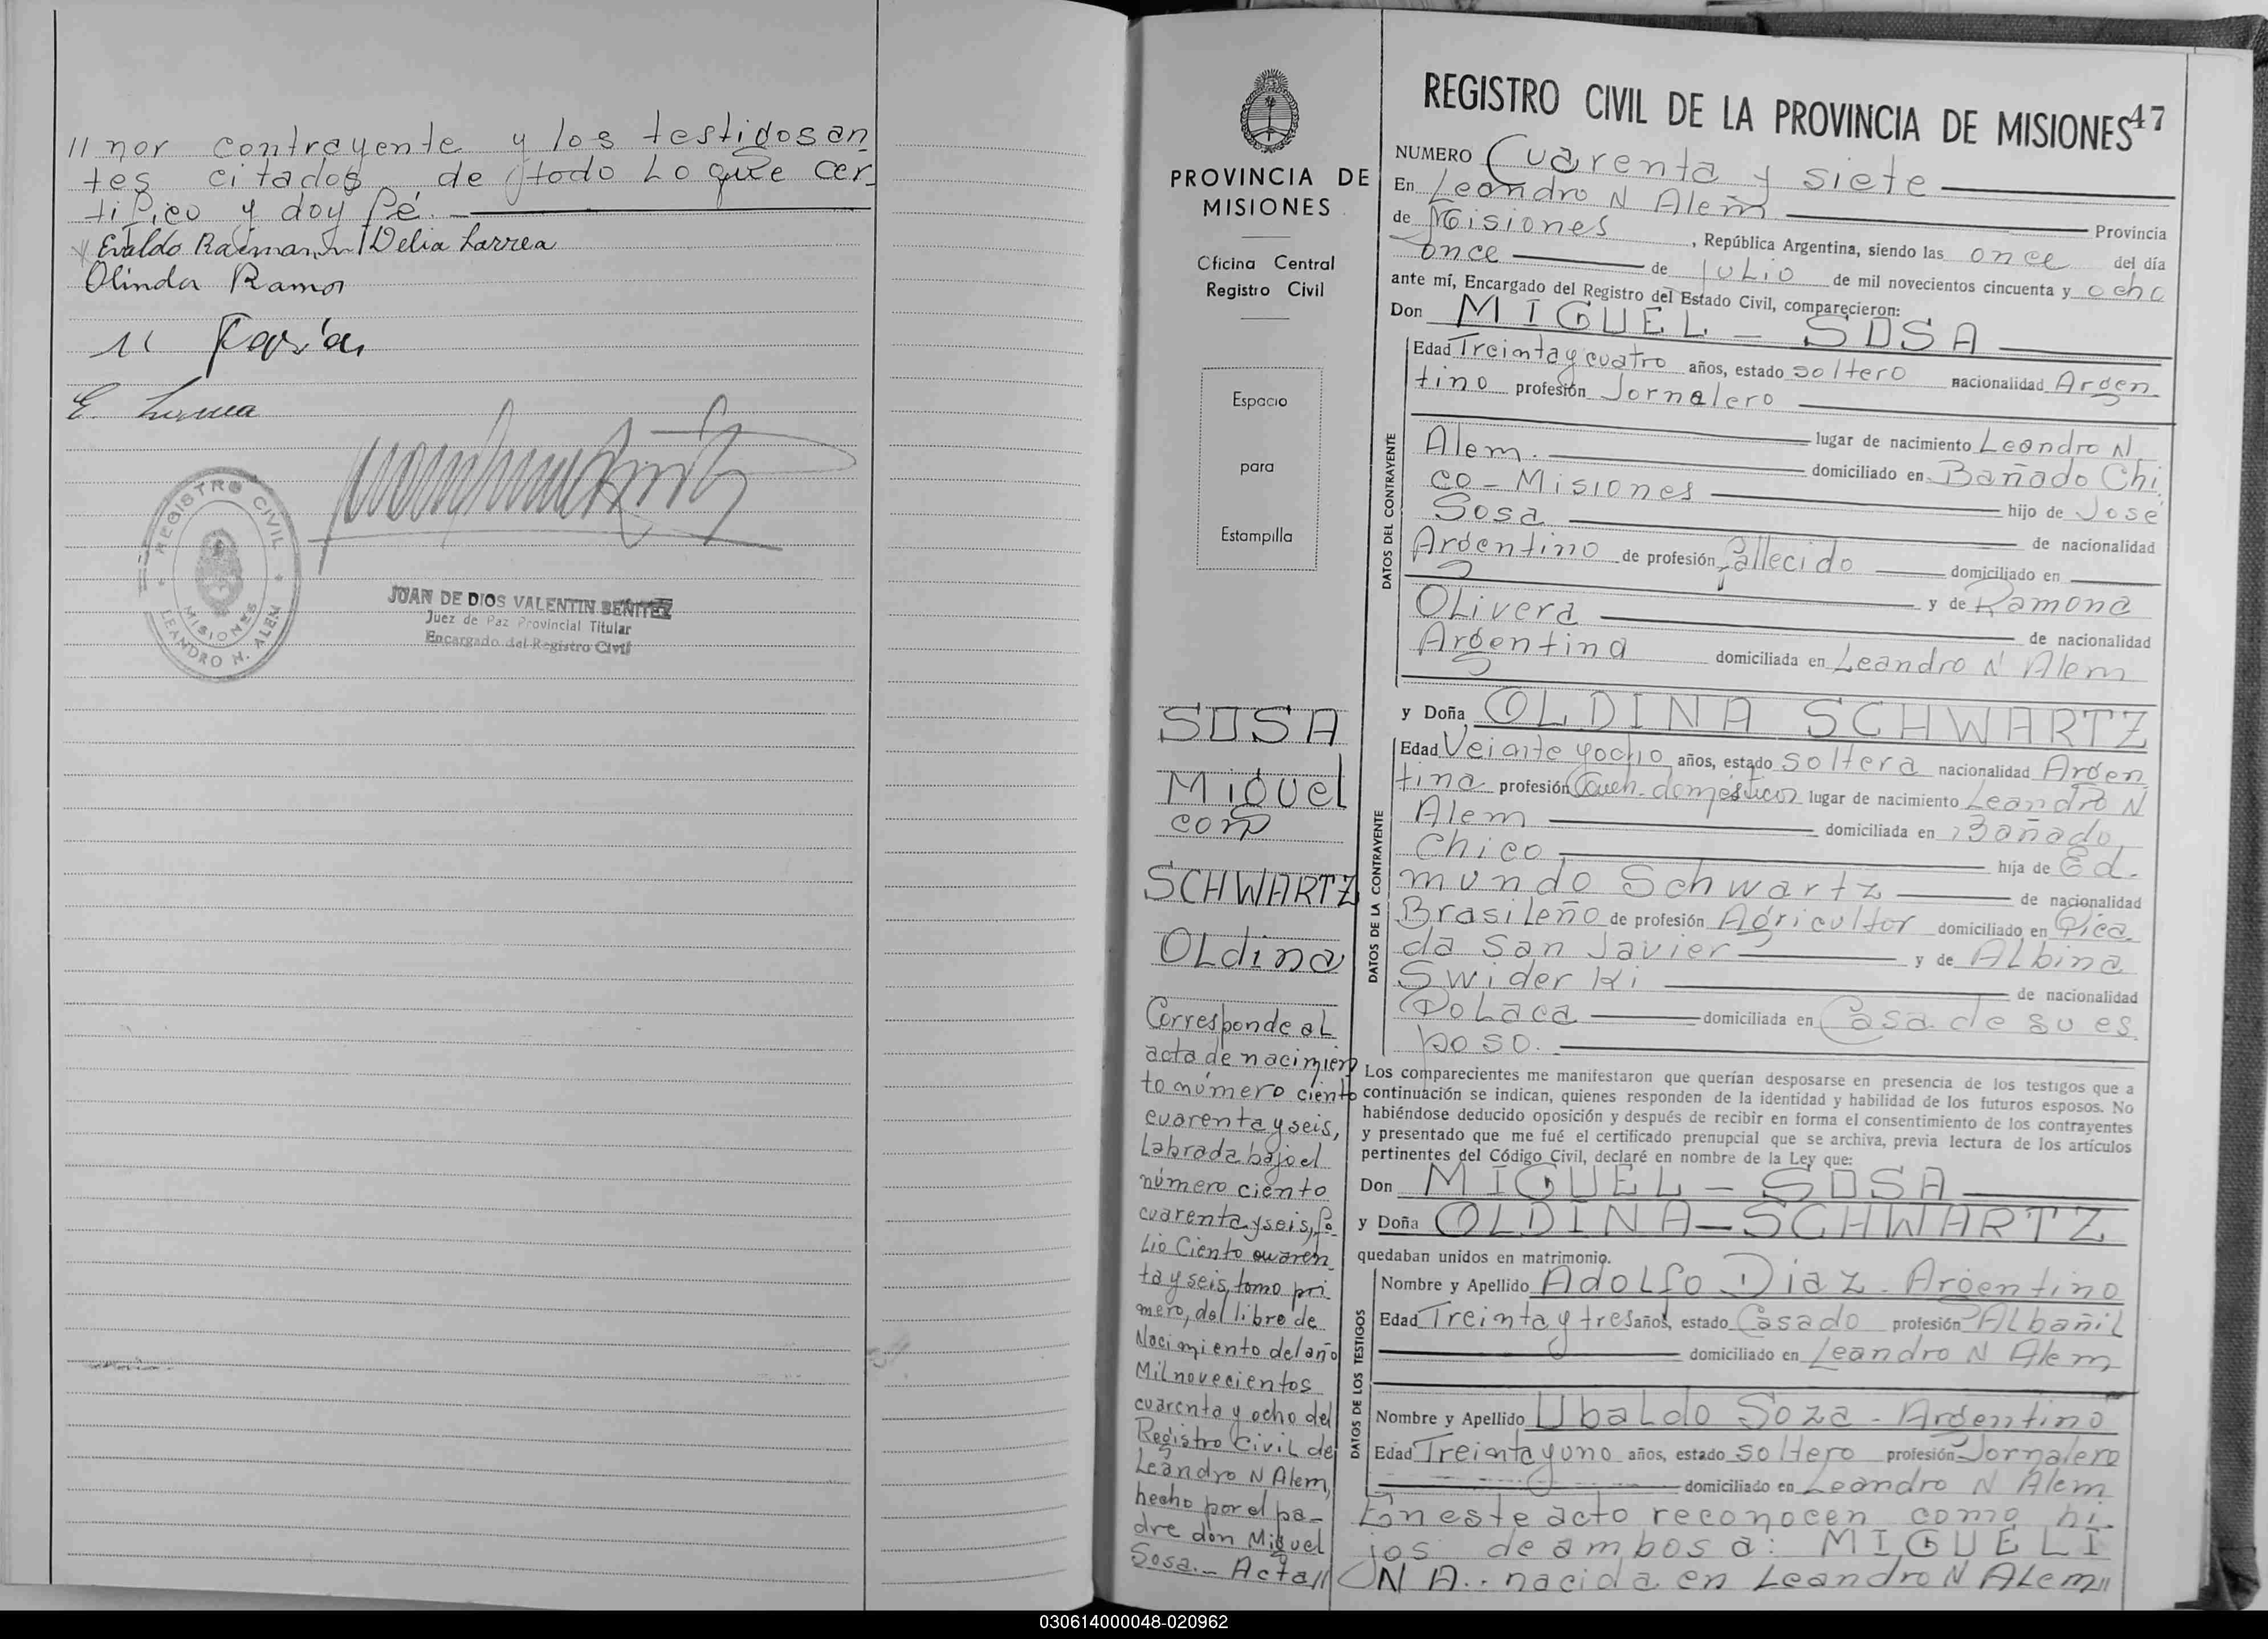 // nor contrayente y los testigos an_
tes citados, de todo lo que cer_
tifico y doy fé. _
Evaldo Raimann Delia Larrea
Olinda Ramos
E. Larrea
REGISTRO CIVIL
MISIONES
LEANDRO N. ALEM
JUAN DE DIOS VALENTIN BENITEZ
Juez de Paz Provincial Titular
Encargado del Registro Civil
PROVINCIA DE
MISIONES
Oficina Central
Registro Civil
Espacio
para
Estampilla
SOSA
Miguel
con
SCHWARTZ
Oldina
Corresponde al
acta de nacimien
to número ciento
cuarenta y seis,
Labrada bajo el
número ciento
cuarenta y seis, fo_
lio Ciento cuaren_
ta y seis, tomo pri_
mero, del libro de
Nacimiento del año
Mil novecientos
cuarenta y ocho del
Registro Civil de
Leandro N Alem,
hecho por el pa_
dre don Miguel
Sosa._ Acta//
REGISTRO CIVIL DE LA PROVINCIA DE MISIONES 47
NUMERO Cuarenta y siete
En Leandro N Alem Provincia
de Misiones, República Argentina, siendo las once del día
once de julio de mil novecientos cincuenta y ocho
ante mí, Encargado del Registro del Estado Civil, comparecieron:
Don MIGUEL _ SOSA
DATOS DEL CONTRAYENTE
Edad Treinta y cuatro años, estado soltero nacionalidad Argen_
tino profesión Jornalero
lugar de nacimiento Leandro N
Alem. domiciliado en Bañado Chi
co _ Misiones hijo de José
Sosa de nacionalidad
Argentino de profesión fallecido domiciliado en
y de Ramona
Olivera de nacionalidad
Argentina domiciliada en Leandro N Alem
y Doña OLDINA SCHWARTZ
DATOS DE LA CONTRAYENTE
Edad Veinte y ocho años, estado soltera nacionalidad Argen
tina profesión Queh. domésticos lugar de nacimiento Leandro N
Alem domiciliada en Bañado
Chico hija de Ed_
mundo Schwartz de nacionalidad
Brasileño de profesión Agricultor domiciliado en Pica_
da San Javier y de Albina
Swider Ki de nacionalidad
Polaca domiciliada en Casa de su es
poso.
Los comparecientes me manifestaron que querían desposarse en presencia de los testigos que a
continuación se indican, quienes responden de la identidad y habilidad de los futuros esposos. No
habiéndose deducido oposición y después de recibir en forma el consentimiento de los contrayentes
y presentado que me fué el certificado prenupcial que se archiva, previa lectura de los artículos
pertinentes del Código Civil, declaré en nombre de la Ley que:
Don MIGUEL _ SOSA
y Doña OLDINA _ SCHWARTZ
quedaban unidos en matrimonio.
DATOS DE LOS TESTIGOS
Nombre y Apellido Adolfo Diaz. Argentino
Edad Treinta y tres años, estado Casado profesión Albañil
domiciliado en Leandro N Alem
Nombre y Apellido Ubaldo Soza - Argentino
Edad Treinta y uno años, estado soltero profesión Jornalero
domiciliado en Leandro N Alem
En este acto reconocen como hi_
jos de ambos a: MIGUELI
NA.. nacida en Leandro N Alem//
030614000048-020962